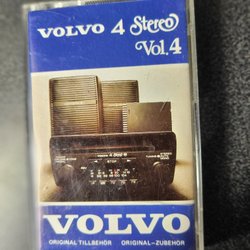 VOLVO 4 Stereo
Vol. 4
VOLVO
ORIGINAL TILLBEHÖR ORIGINAL-ZUBEHÖR